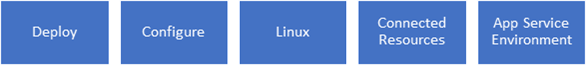 Deploy
Configure
Linux
Connected
Resources
App Service
Environment